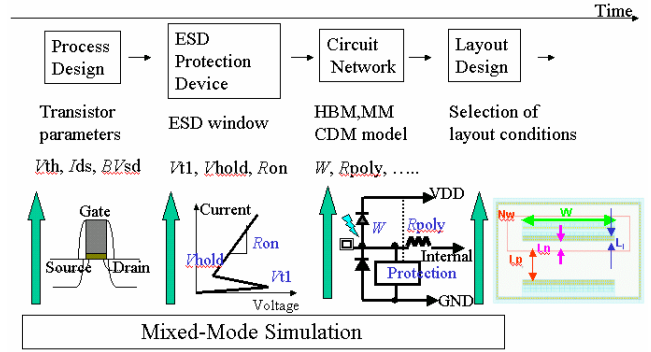 Time
Process
Design
ESD
Protection
Device
Circuit
Network
Layout
Design
Transistor
parameters
ESD window
HBM,MM
CDM model
Selection of
layout conditions
Vth, Ids, BVsd
Vt1, Vhold, Ron
W, Rpoly, .....
Gate
Source
Drain
Current
Ron
Vhold
Vt1
Voltage
VDD
W
Rpoly
Internal
Protection
GND
Nw
W
Ln
Lp
Li
Mixed-Mode Simulation